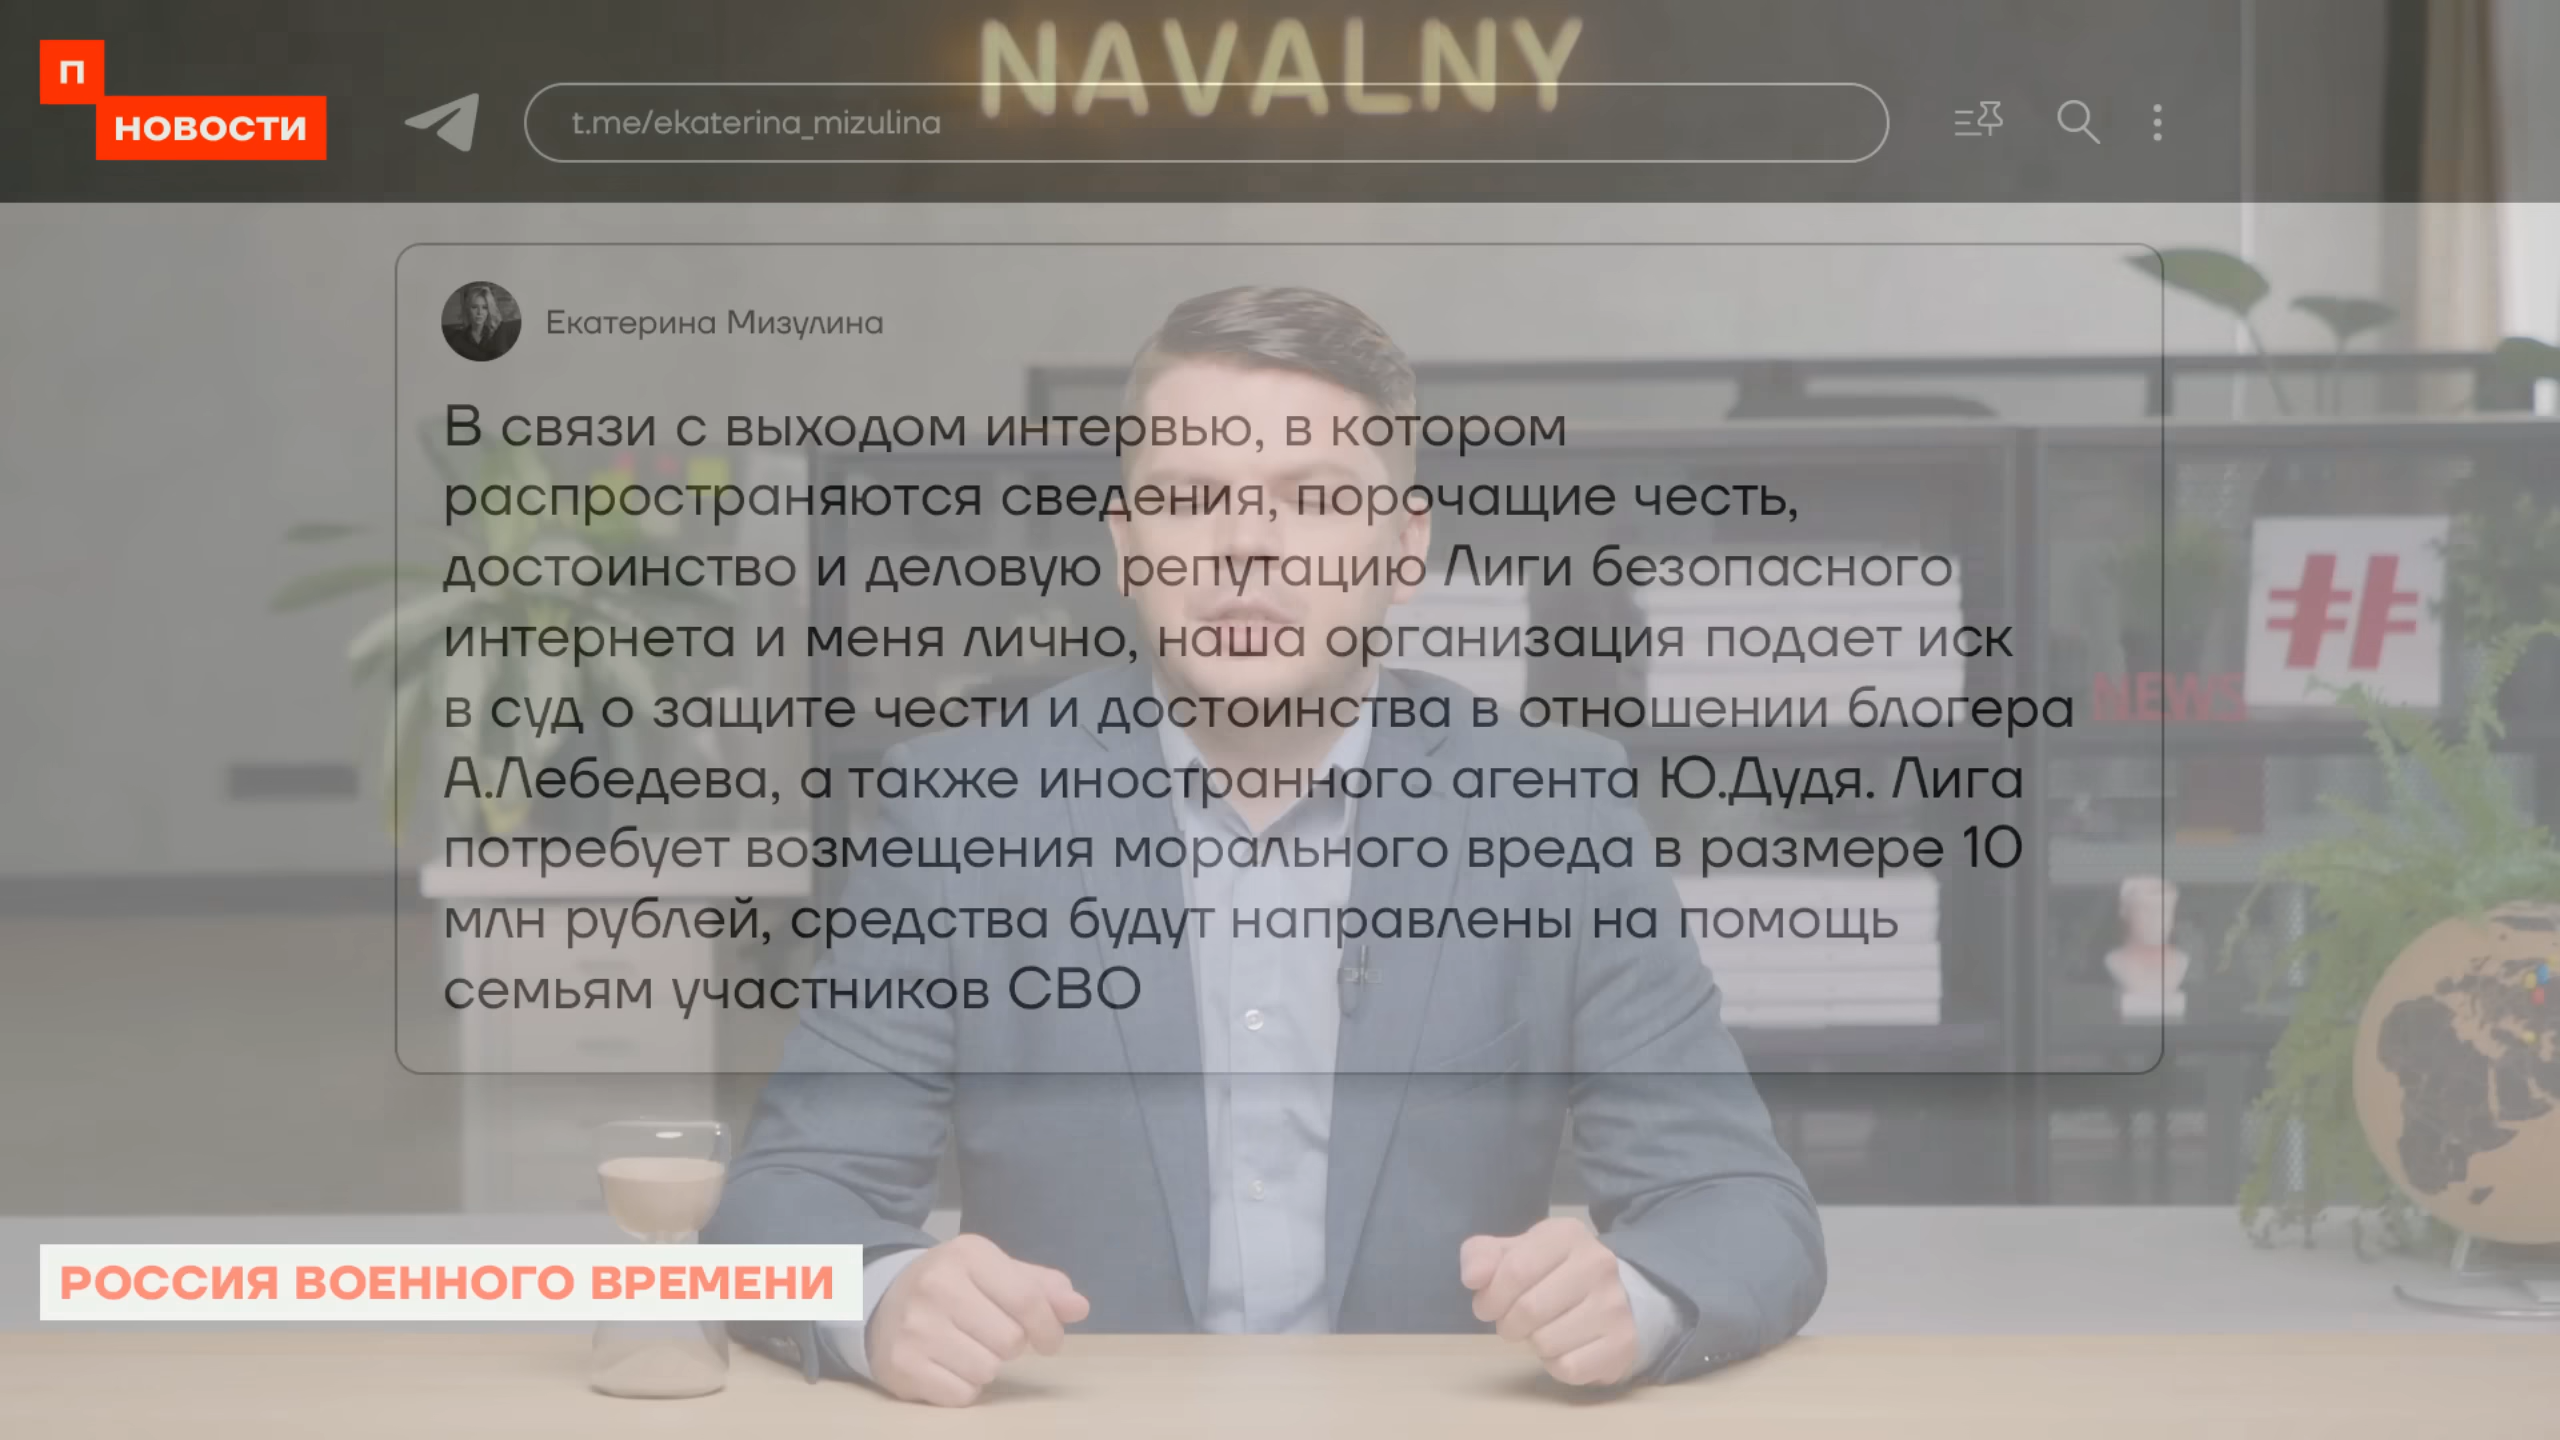 NAVALNY
П
НОВОСТИ
t.me/ekaterina_mizulina
Екатерина Мизулина
В связи с выходом интервью, в котором
распространяются сведения, порочащие честь,
достоинство и деловую репутацию Лиги безопасного
интернета и меня лично, наша организация подает иск
в суд о защите чести и достоинства в отношении блогера
А.Лебедева, а также иностранного агента Ю.Дудя. Лига
потребует возмещения морального вреда в размере 10
млн рублей, средства будут направлены на помощь
семьям участников СВО
#
NEWS
РОССИЯ ВОЕННОГО ВРЕМЕНИ